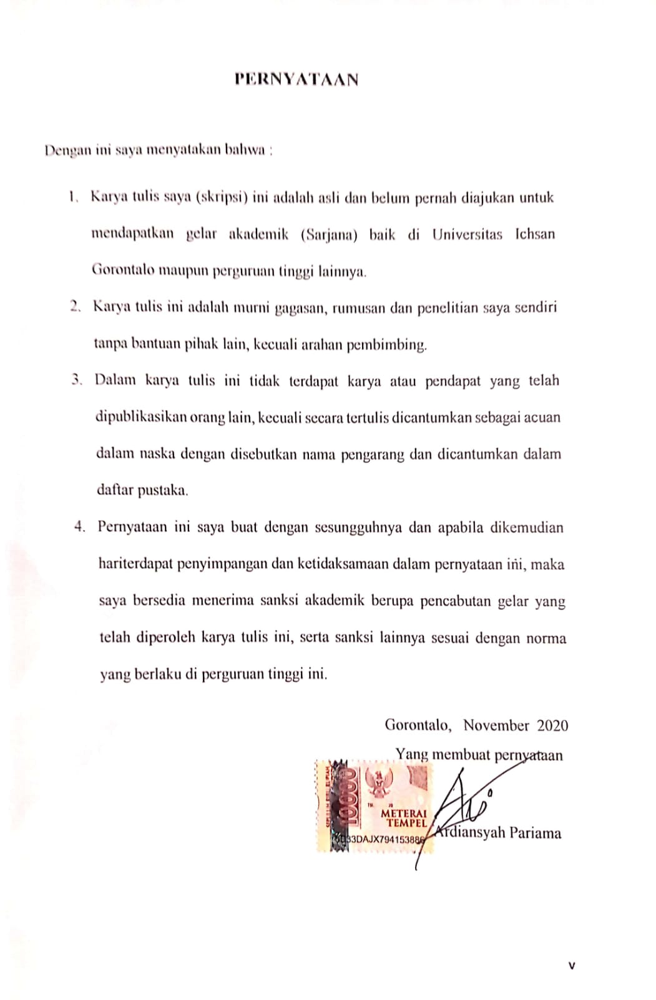 PERNYATAAN
Dengan ini saya menyatakan bahwa :
1. Karya tulis saya (skripsi) ini adalah asli dan belum pernah diajukan untuk
mendapatkan gelar akademik (Sarjana) baik di Universitas Ichsan
Gorontalo maupun perguruan tinggi lainnya.
2. Karya tulis ini adalah murni gagasan, rumusan dan penelitian saya sendiri
tanpa bantuan pihak lain, kecuali arahan pembimbing.
3. Dalam karya tulis ini tidak terdapat karya atau pendapat yang telah
dipublikasikan orang lain, kecuali secara tertulis dicantumkan sebagai acuan
dalam naska dengan disebutkan nama pengarang dan dicantumkan dalam
daftar pustaka.
4. Pernyataan ini saya buat dengan sesungguhnya dan apabila dikemudian
hariterdapat penyimpangan dan ketidaksamaan dalam pernyataan ini, maka
saya bersedia menerima sanksi akademik berupa pencabutan gelar yang
telah diperoleh karya tulis ini, serta sanksi lainnya sesuai dengan norma
yang berlaku di perguruan tinggi ini.
Gorontalo, November 2020
Yang membuat pernyataan
10000
METERAI
TEMPEL
Ardiansyah Pariama
v